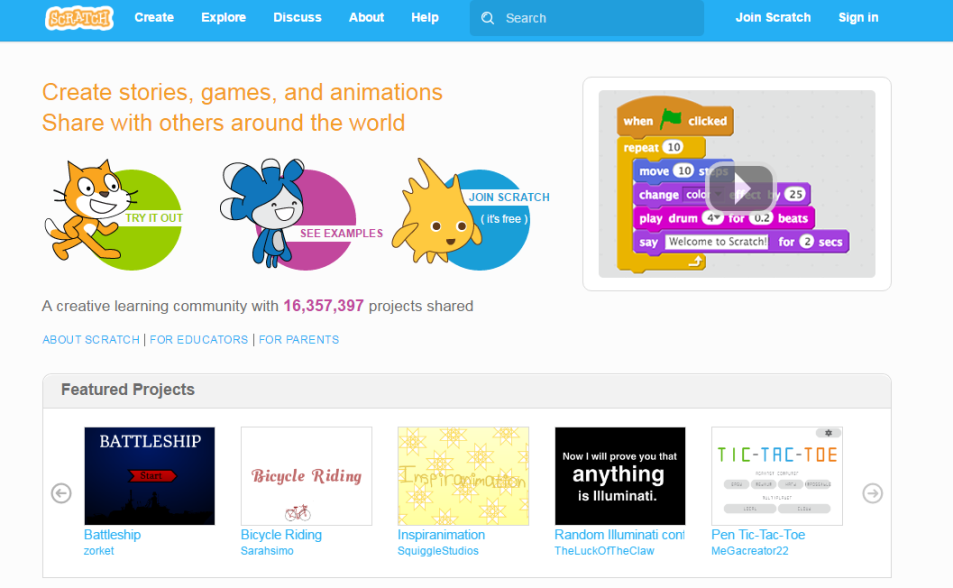 SCRATCH Create Explore Discuss About Help Search Join Scratch Sign in
Create stories, games, and animations
Share with others around the world
TRY IT OUT
SEE EXAMPLES
JOIN SCRATCH
( it's free )
when clicked
repeat 10
move 10 steps
change color effect by 25
play drum 4 for 0.2 beats
say Welcome to Scratch! for 2 secs
A creative learning community with 16,357,397 projects shared
ABOUT SCRATCH | FOR EDUCATORS | FOR PARENTS
Featured Projects
BATTLESHIP
Start
Battleship
zorket
Bicycle Riding
Bicycle Riding
Sarahsimo
Inspiranimation
Inspiranimation
SquiggleStudios
Now I will prove you that
anything
is Illuminati.
Random Illuminati conf
TheLuckOfTheClaw
TIC-TAC-TOE
Pen Tic-Tac-Toe
MeGacreator22